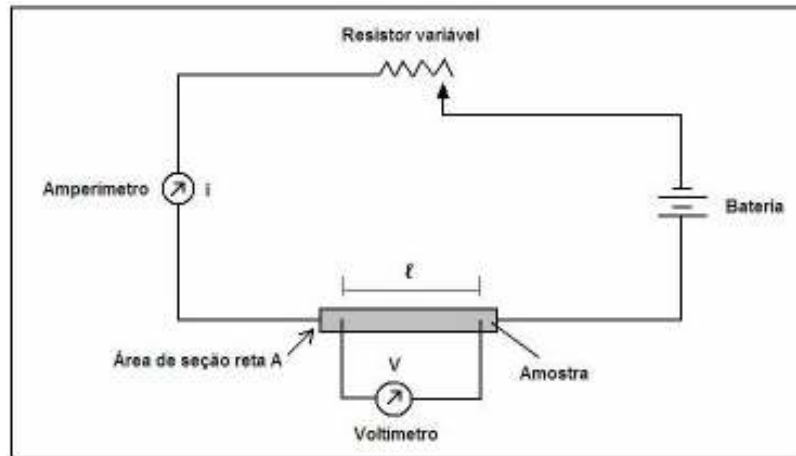 Resistor variável
Amperímetro
i
Bateria
ℓ
Área de seção reta A
V
Amostra
Voltímetro